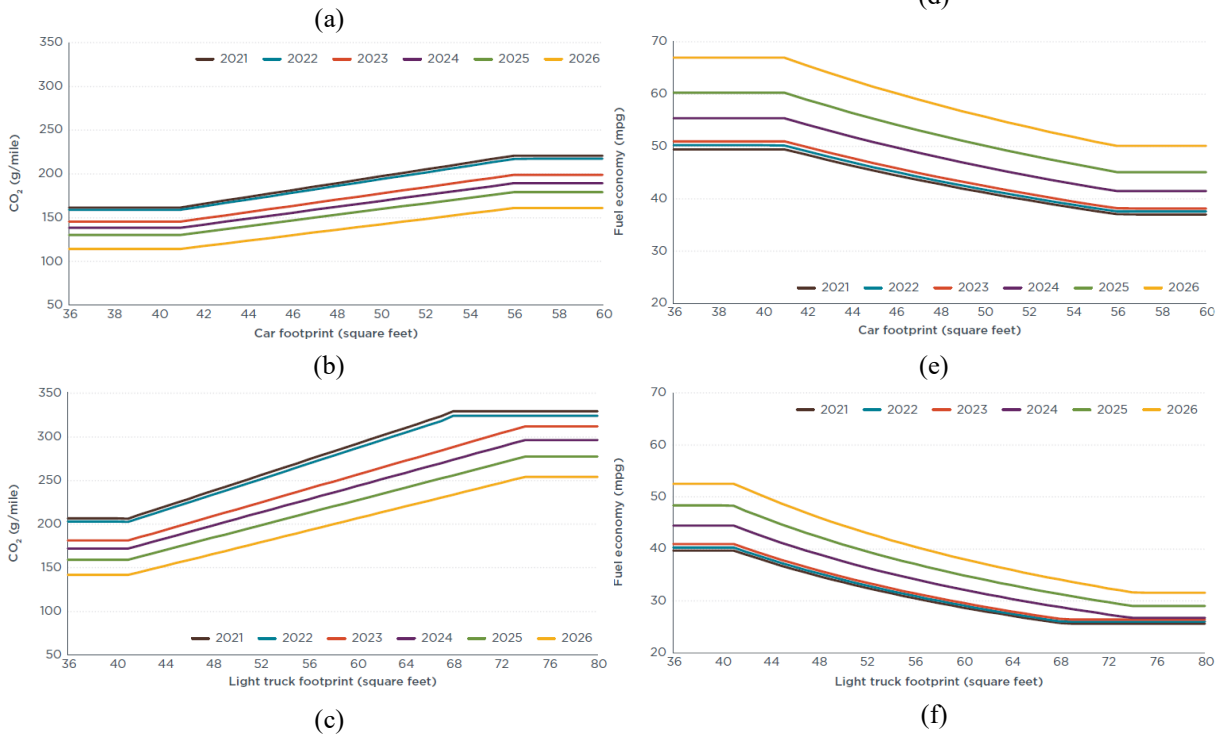 (a)
(d)
350
300
250
200
150
100
50
CO₂ (g/mile)
2021 2022 2023 2024 2025 2026
36 38 40 42 44 46 48 50 52 54 56 58 60
Car footprint (square feet)
(b)
70
60
50
40
30
20
Fuel economy (mpg)
2021 2022 2023 2024 2025 2026
36 38 40 42 44 46 48 50 52 54 56 58 60
Car footprint (square feet)
(e)
350
300
250
200
150
100
50
CO₂ (g/mile)
2021 2022 2023 2024 2025 2026
36 40 44 48 52 56 60 64 68 72 76 80
Light truck footprint (square feet)
(c)
70
60
50
40
30
20
Fuel economy (mpg)
2021 2022 2023 2024 2025 2026
36 40 44 48 52 56 60 64 68 72 76 80
Light truck footprint (square feet)
(f)